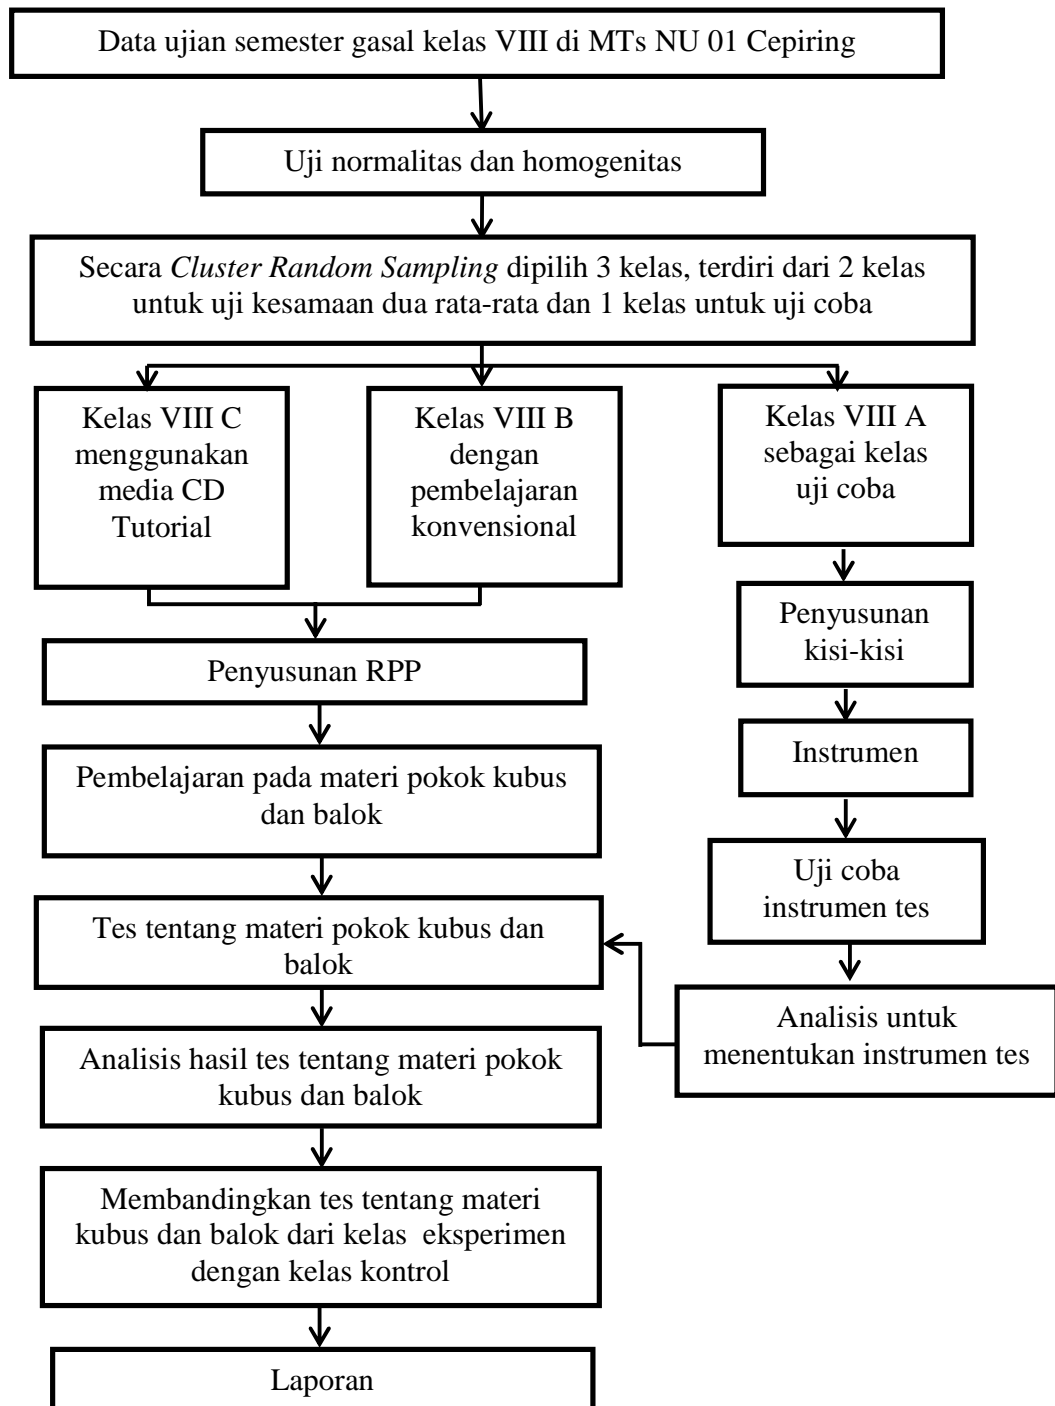 Data ujian semester gasal kelas VIII di MTs NU 01 Cepiring
Uji normalitas dan homogenitas
Secara Cluster Random Sampling dipilih 3 kelas, terdiri dari 2 kelas
untuk uji kesamaan dua rata-rata dan 1 kelas untuk uji coba
Kelas VIII C
menggunakan
media CD
Tutorial
Kelas VIII B
dengan
pembelajaran
konvensional
Kelas VIII A
sebagai kelas
uji coba
Penyusunan
kisi-kisi
Penyusunan RPP
Instrumen
Pembelajaran pada materi pokok kubus
dan balok
Uji coba
instrumen tes
Tes tentang materi pokok kubus dan
balok
Analisis untuk
menentukan instrumen tes
Analisis hasil tes tentang materi pokok
kubus dan balok
Membandingkan tes tentang materi
kubus dan balok dari kelas  eksperimen
dengan kelas kontrol
Laporan